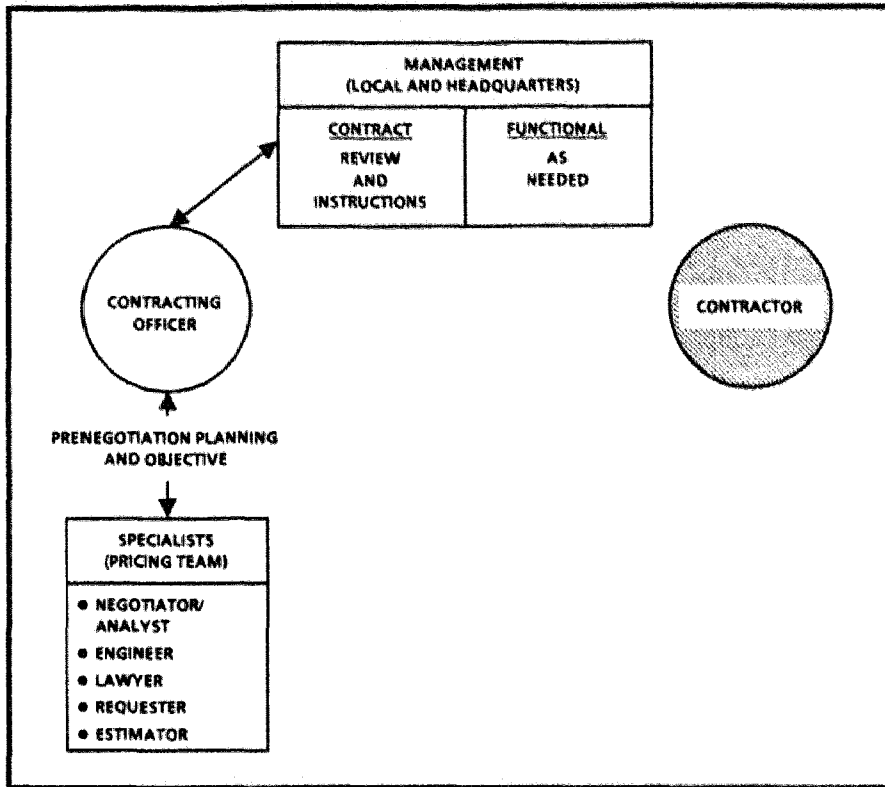 MANAGEMENT
(LOCAL AND HEADQUARTERS)
CONTRACT
REVIEW
AND
INSTRUCTIONS
FUNCTIONAL
AS
NEEDED
CONTRACTING
OFFICER
CONTRACTOR
PRENEGOTIATION PLANNING
AND OBJECTIVE
SPECIALISTS
(PRICING TEAM)
● NEGOTIATOR/
ANALYST
● ENGINEER
● LAWYER
● REQUESTER
● ESTIMATOR